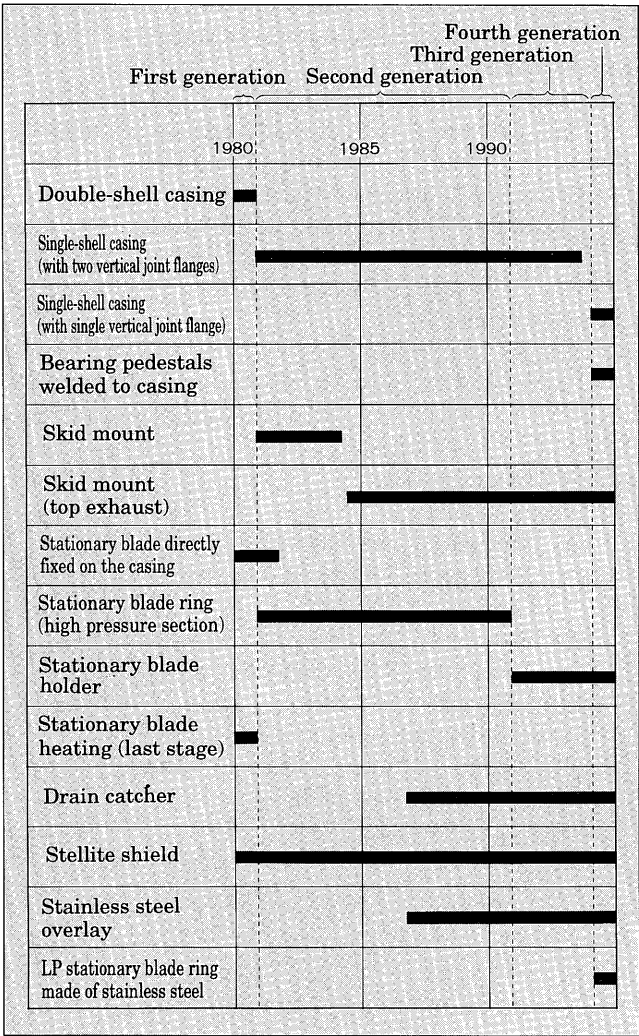 Fourth generation
Third generation
First generation Second generation
1980 1985 1990
Double-shell casing
Single-shell casing
(with two vertical joint flanges)
Single-shell casing
(with single vertical joint flange)
Bearing pedestals
welded to casing
Skid mount
Skid mount
(top exhaust)
Stationary blade directly
fixed on the casing
Stationary blade ring
(high pressure section)
Stationary blade
holder
Stationary blade
heating (last stage)
Drain catcher
Stellite shield
Stainless steel
overlay
LP stationary blade ring
made of stainless steel